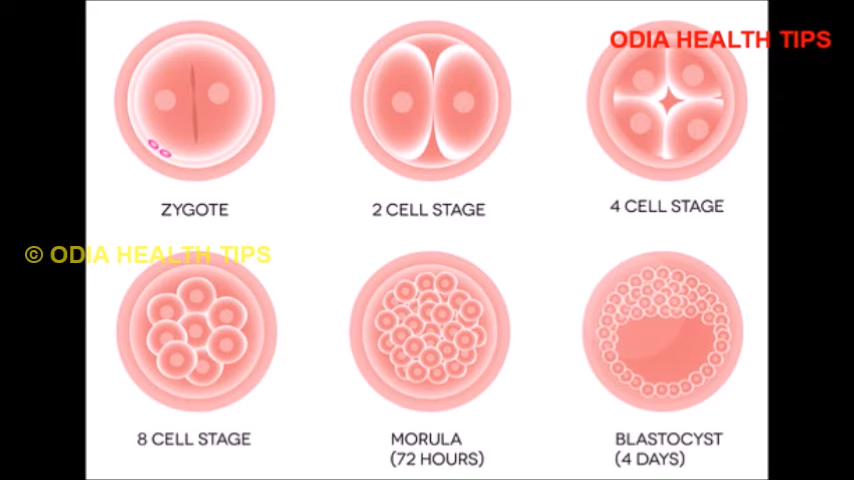 ODIA HEALTH TIPS
ZYGOTE
2 CELL STAGE
4 CELL STAGE
© ODIA HEALTH TIPS
8 CELL STAGE
MORULA
(72 HOURS)
BLASTOCYST
(4 DAYS)